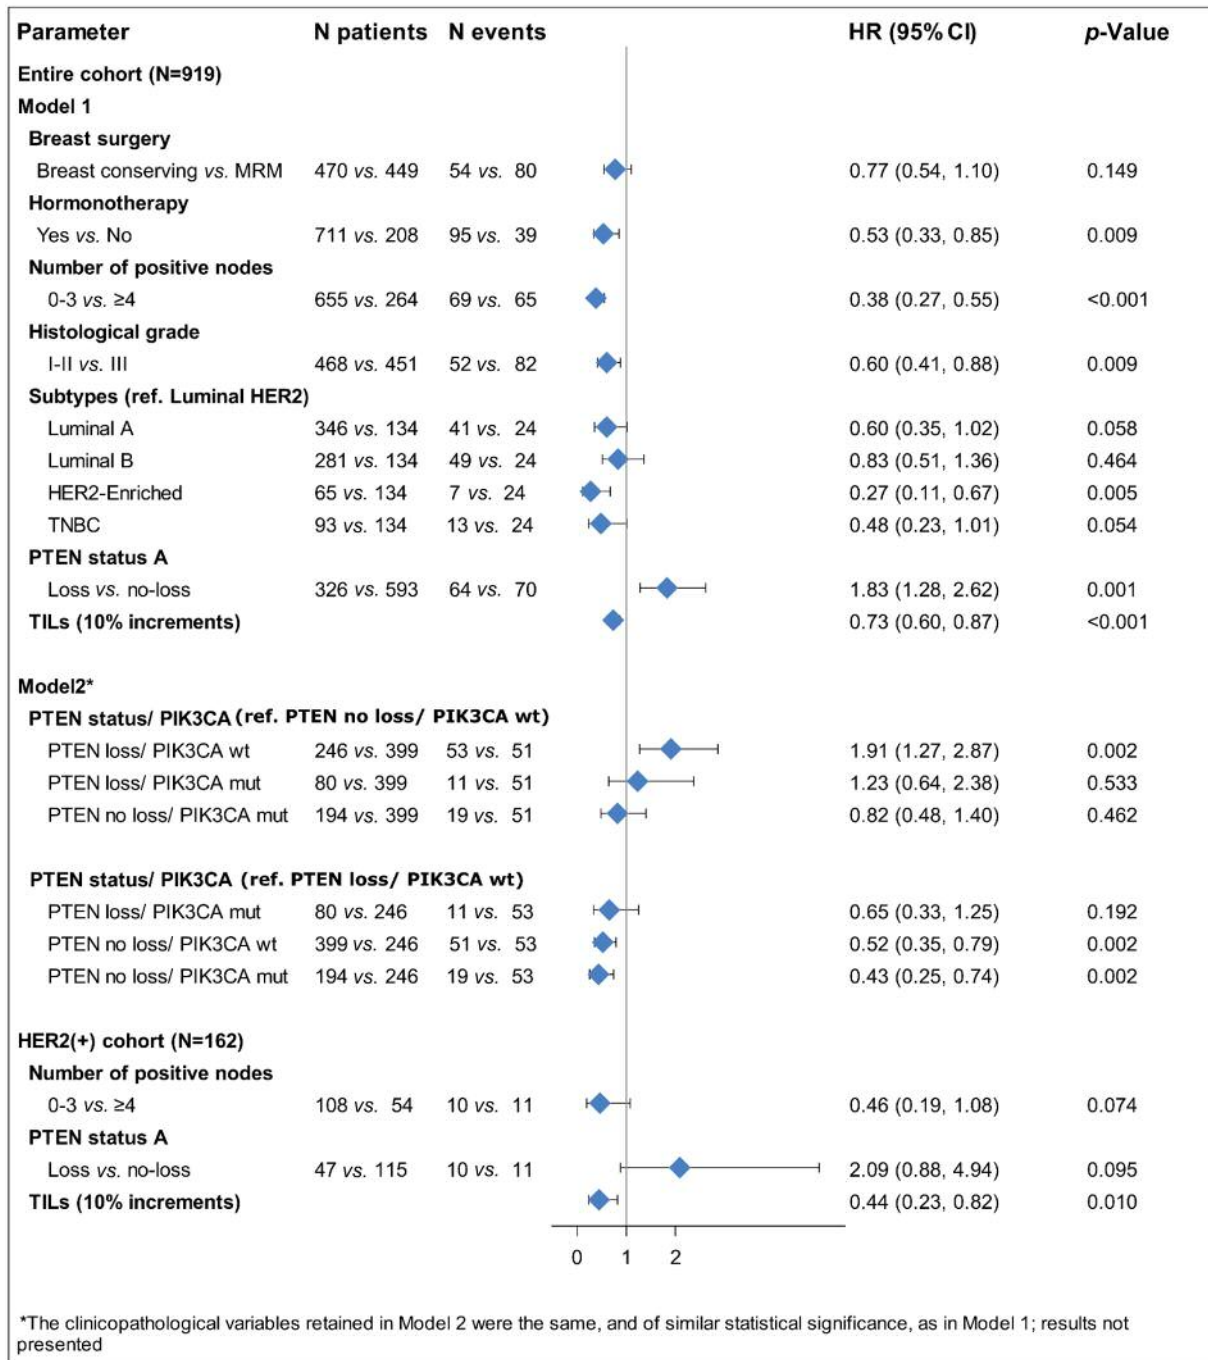 Parameter N patients N events HR (95% CI) p-Value
Entire cohort (N=919)
Model 1
Breast surgery
Breast conserving vs. MRM 470 vs. 449 54 vs. 80 0.77 (0.54, 1.10) 0.149
Hormonotherapy
Yes vs. No 711 vs. 208 95 vs. 39 0.53 (0.33, 0.85) 0.009
Number of positive nodes
0-3 vs. ≥4 655 vs. 264 69 vs. 65 0.38 (0.27, 0.55) <0.001
Histological grade
I-II vs. III 468 vs. 451 52 vs. 82 0.60 (0.41, 0.88) 0.009
Subtypes (ref. Luminal HER2)
Luminal A 346 vs. 134 41 vs. 24 0.60 (0.35, 1.02) 0.058
Luminal B 281 vs. 134 49 vs. 24 0.83 (0.51, 1.36) 0.464
HER2-Enriched 65 vs. 134 7 vs. 24 0.27 (0.11, 0.67) 0.005
TNBC 93 vs. 134 13 vs. 24 0.48 (0.23, 1.01) 0.054
PTEN status A
Loss vs. no-loss 326 vs. 593 64 vs. 70 1.83 (1.28, 2.62) 0.001
TILs (10% increments) 0.73 (0.60, 0.87) <0.001
Model2*
PTEN status/ PIK3CA (ref. PTEN no loss/ PIK3CA wt)
PTEN loss/ PIK3CA wt 246 vs. 399 53 vs. 51 1.91 (1.27, 2.87) 0.002
PTEN loss/ PIK3CA mut 80 vs. 399 11 vs. 51 1.23 (0.64, 2.38) 0.533
PTEN no loss/ PIK3CA mut 194 vs. 399 19 vs. 51 0.82 (0.48, 1.40) 0.462
PTEN status/ PIK3CA (ref. PTEN loss/ PIK3CA wt)
PTEN loss/ PIK3CA mut 80 vs. 246 11 vs. 53 0.65 (0.33, 1.25) 0.192
PTEN no loss/ PIK3CA wt 399 vs. 246 51 vs. 53 0.52 (0.35, 0.79) 0.002
PTEN no loss/ PIK3CA mut 194 vs. 246 19 vs. 53 0.43 (0.25, 0.74) 0.002
HER2(+) cohort (N=162)
Number of positive nodes
0-3 vs. ≥4 108 vs. 54 10 vs. 11 0.46 (0.19, 1.08) 0.074
PTEN status A
Loss vs. no-loss 47 vs. 115 10 vs. 11 2.09 (0.88, 4.94) 0.095
TILs (10% increments) 0.44 (0.23, 0.82) 0.010
0 1 2
*The clinicopathological variables retained in Model 2 were the same, and of similar statistical significance, as in Model 1; results not
presented